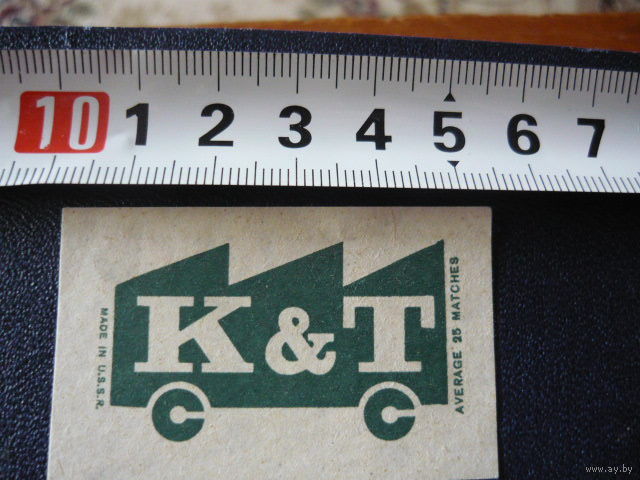 10 1 2 3 4 5 6 7
K&T
MADE IN U.S.S.R.
AVERAGE 25 MATCHES
C C
www.ay.by